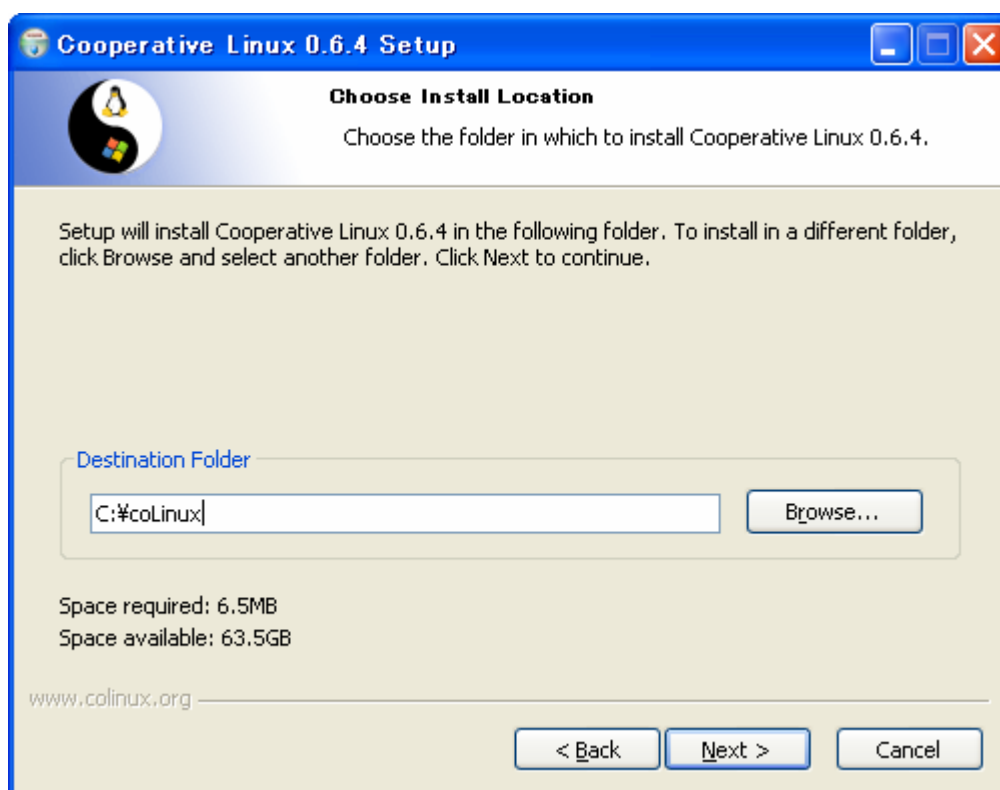 Cooperative Linux 0.6.4 Setup
Choose Install Location
Choose the folder in which to install Cooperative Linux 0.6.4.
Setup will install Cooperative Linux 0.6.4 in the following folder. To install in a different folder,
click Browse and select another folder. Click Next to continue.
Destination Folder
C:¥coLinux
Browse...
Space required: 6.5MB
Space available: 63.5GB
www.colinux.org
< Back
Next >
Cancel